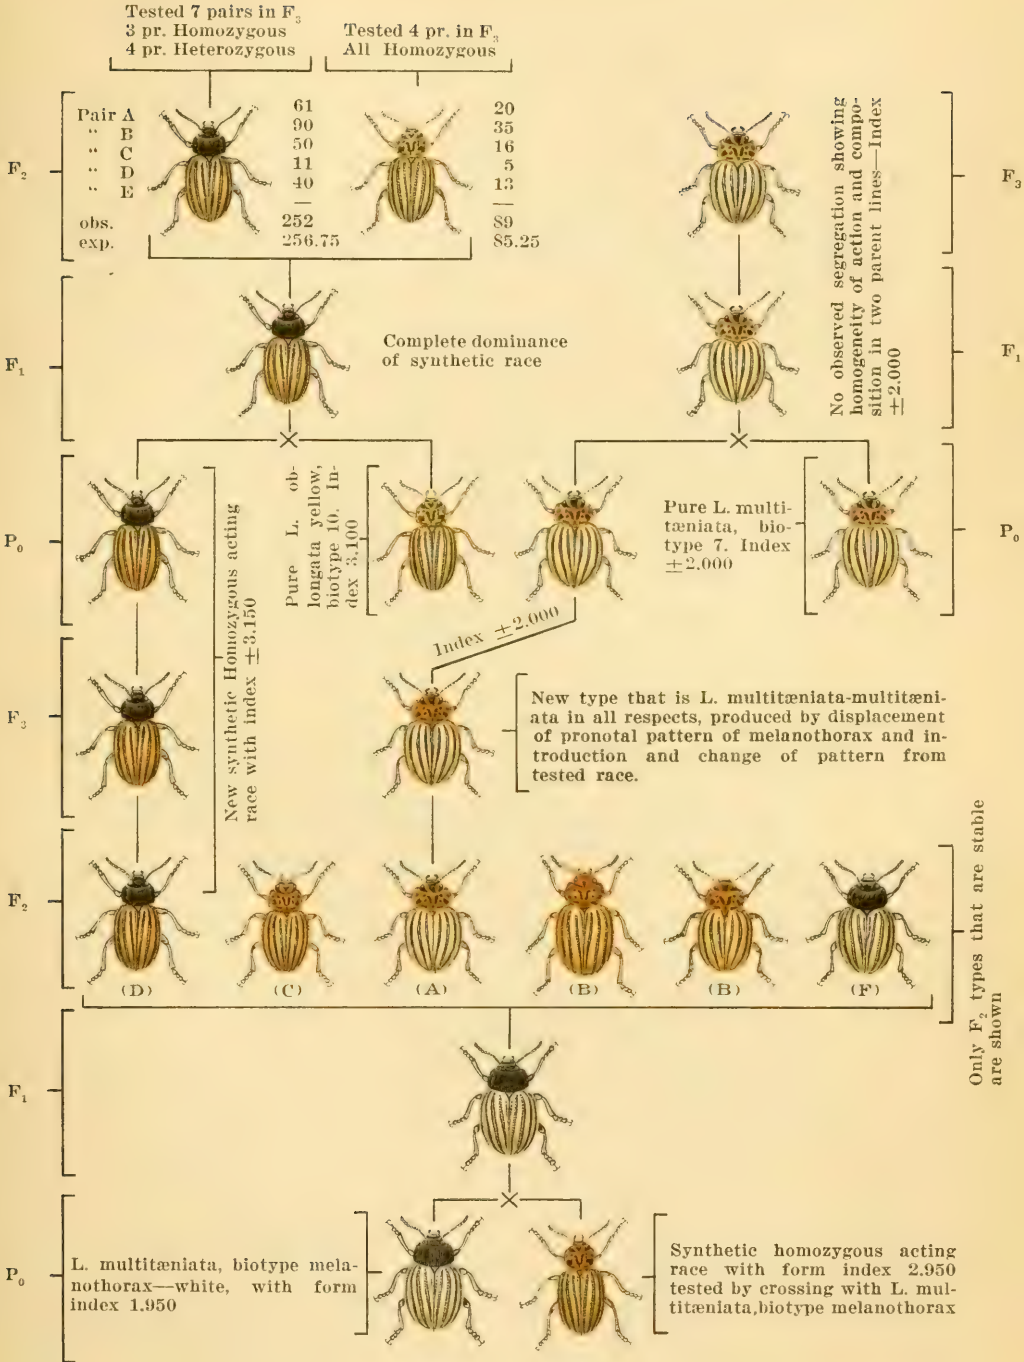 Tested 7 pairs in F₃
3 pr. Homozygous
4 pr. Heterozygous
Tested 4 pr. in F₃
All Homozygous
F₂
Pair A 61 20
“ B 90 35
“ C 50 16
“ D 11 5
“ E 40 13
obs. 252 89
exp. 256.75 85.25
No observed segregation showing
homogeneity of action and compo-
sition in two parent lines—Index
±2.000
F₃
F₁
Complete dominance
of synthetic race
F₁
P₀
New synthetic Homozygous acting
race with index ±3.150
Pure L. ob-
longata yellow,
biotype 10. In-
dex 3.100
Pure L. multi-
tæniata, bio-
type 7. Index
±2.000
P₀
Index ±2.000
F₃
New type that is L. multitæniata-multitæni-
ata in all respects, produced by displacement
of pronotal pattern of melanothorax and in-
troduction and change of pattern from
tested race.
F₂
(D) (C) (A) (B) (B) (F)
Only F₂ types that are stable
are shown
F₁
P₀
L. multitæniata, biotype mela-
nothorax—white, with form
index 1.950
Synthetic homozygous acting
race with form index 2.950
tested by crossing with L. mul-
titæniata,biotype melanothorax